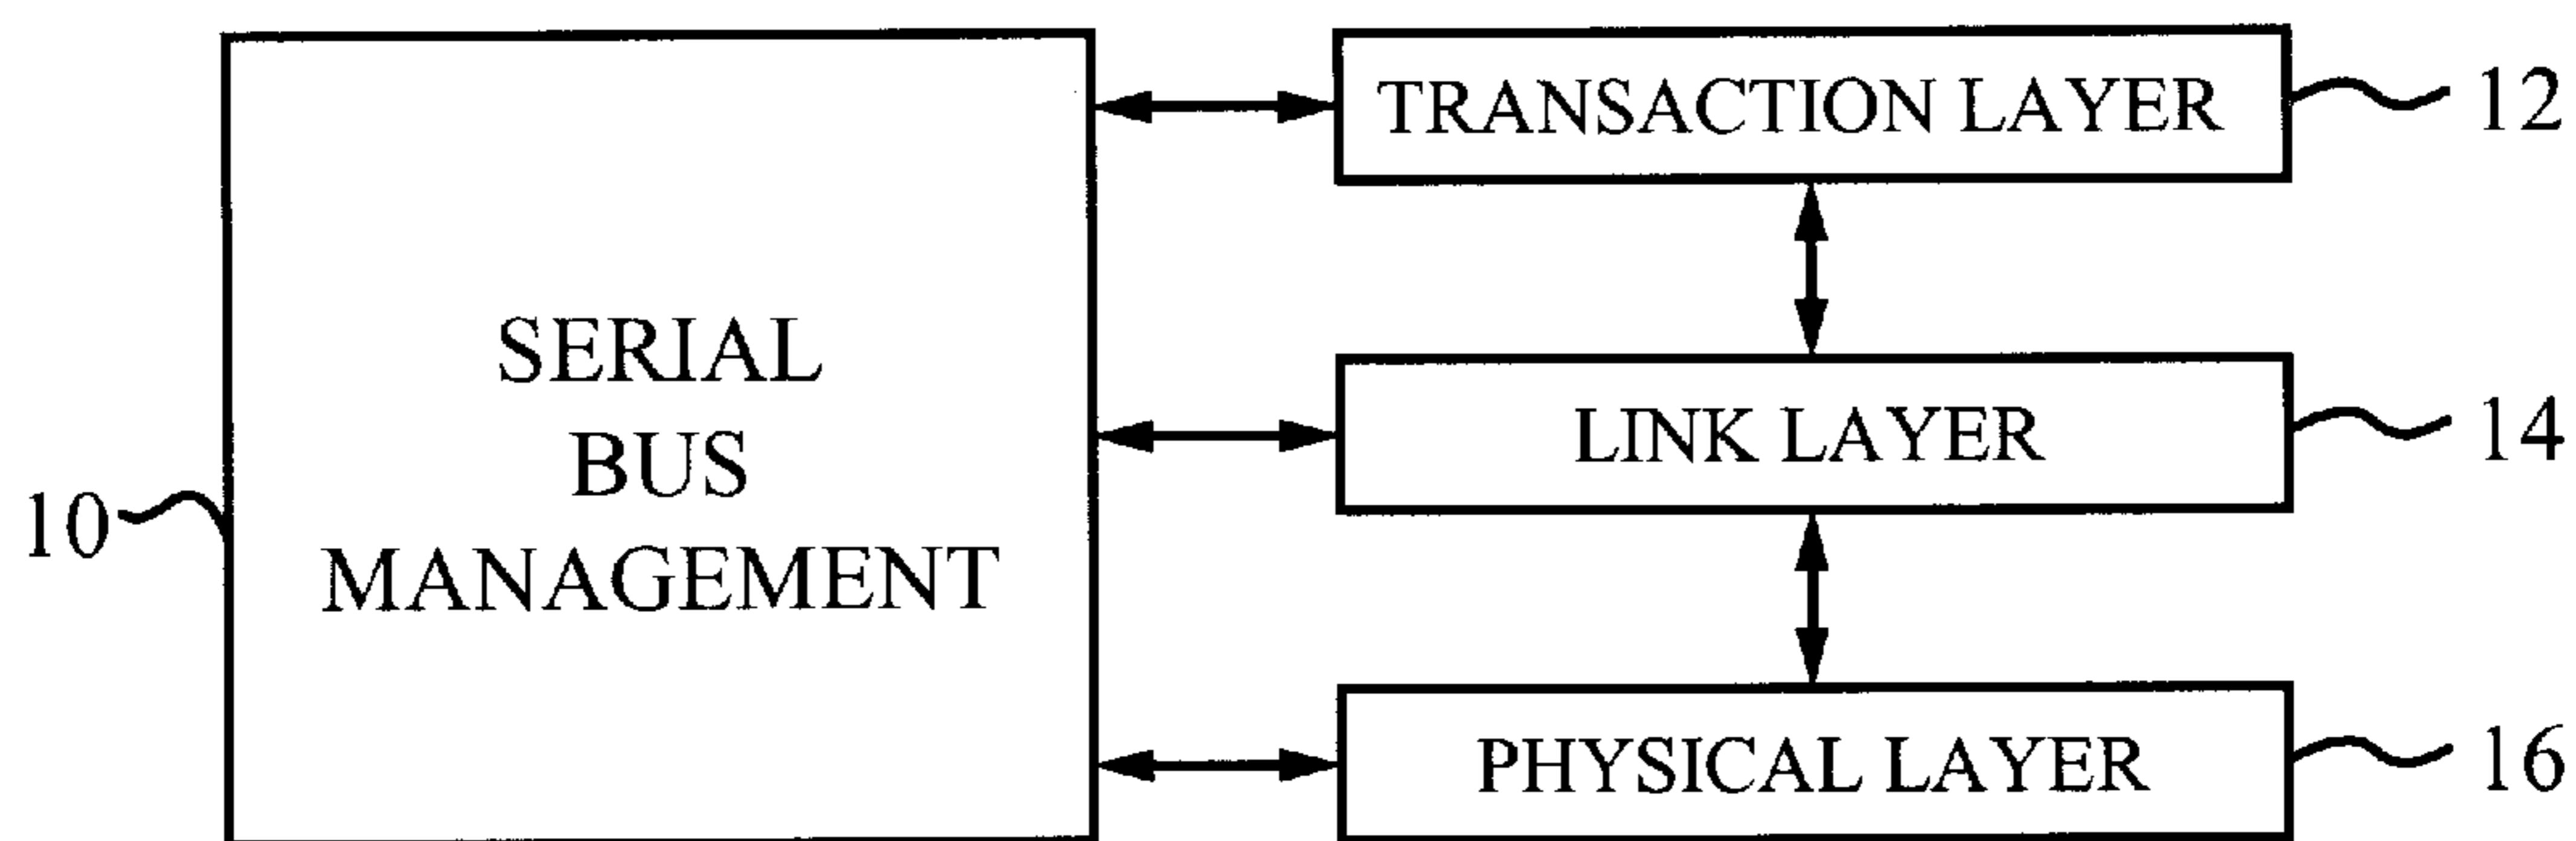 TRANSACTION LAYER
12
SERIAL
BUS
MANAGEMENT
10
LINK LAYER
14
PHYSICAL LAYER
16